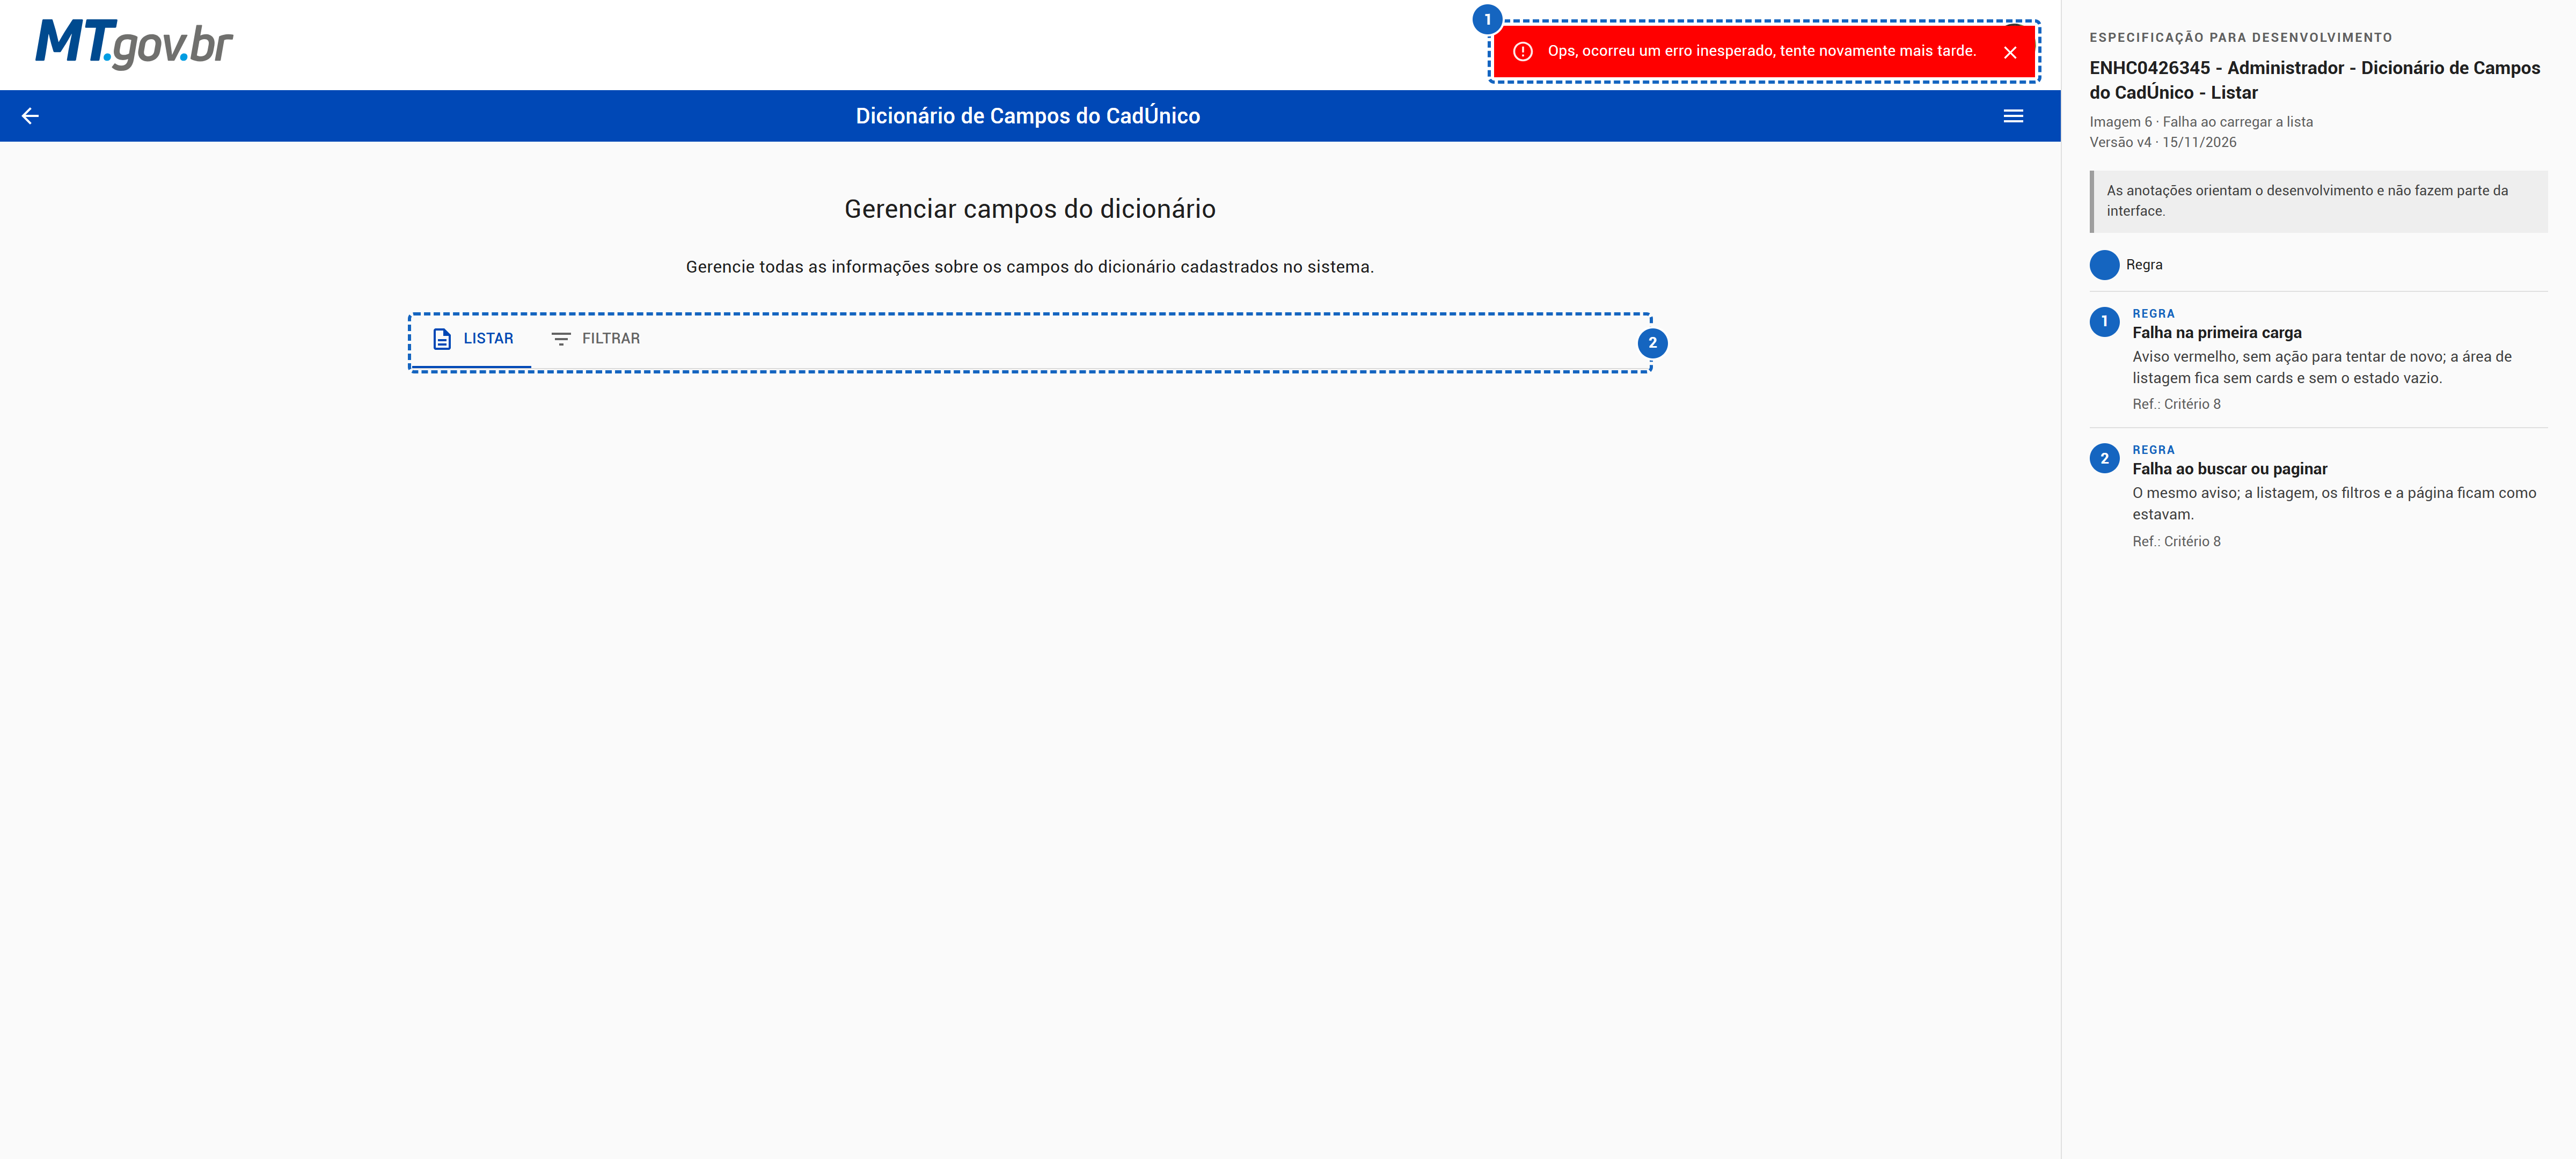 MT.gov.br
1
Ops, ocorreu um erro inesperado, tente novamente mais tarde.
Dicionário de Campos do CadÚnico
Gerenciar campos do dicionário
Gerencie todas as informações sobre os campos do dicionário cadastrados no sistema.
LISTAR
FILTRAR
2
ESPECIFICAÇÃO PARA DESENVOLVIMENTO
ENHC0426345 - Administrador - Dicionário de Campos
do CadÚnico - Listar
Imagem 6 · Falha ao carregar a lista
Versão v4 · 15/11/2026
As anotações orientam o desenvolvimento e não fazem parte da
interface.
Regra
1
REGRA
Falha na primeira carga
Aviso vermelho, sem ação para tentar de novo; a área de
listagem fica sem cards e sem o estado vazio.
Ref.: Critério 8
2
REGRA
Falha ao buscar ou paginar
O mesmo aviso; a listagem, os filtros e a página ficam como
estavam.
Ref.: Critério 8